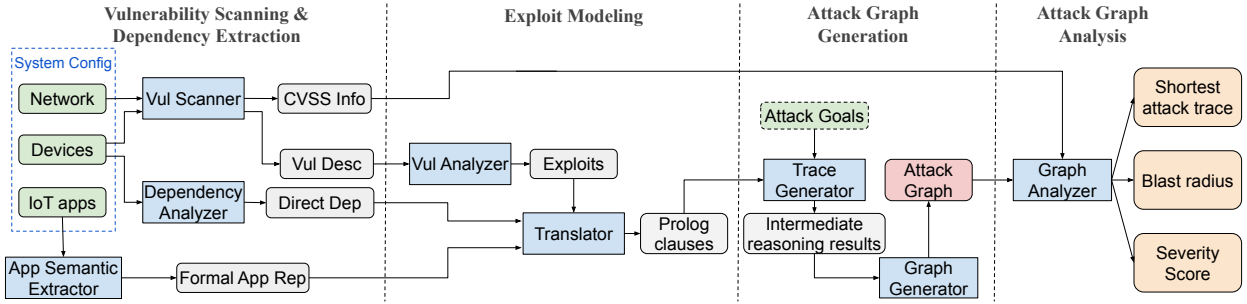 Vulnerability Scanning &
Dependency Extraction
Exploit Modeling
Attack Graph
Generation
Attack Graph
Analysis
System Config
Network
Devices
IoT apps
Vul Scanner
CVSS Info
Vul Desc
Dependency
Analyzer
Direct Dep
App Semantic
Extractor
Formal App Rep
Vul Analyzer
Exploits
Translator
Prolog
clauses
Attack Goals
Trace
Generator
Intermediate
reasoning results
Attack
Graph
Graph
Generator
Graph
Analyzer
Shortest
attack trace
Blast radius
Severity
Score